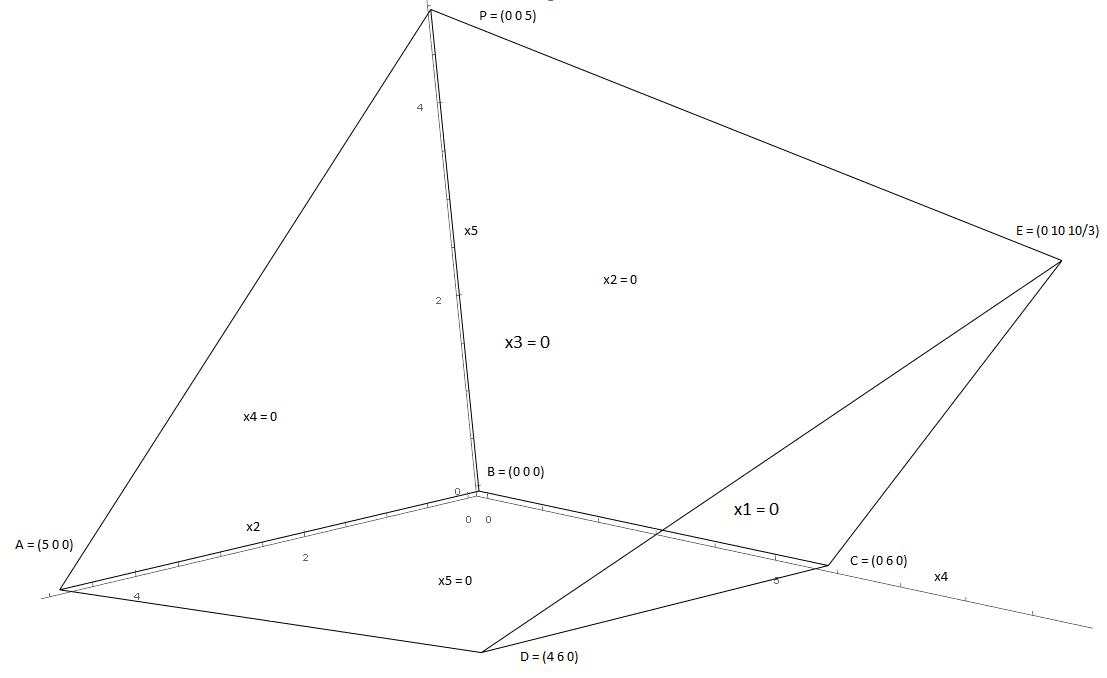 P = (0 0 5)
4
x5
E = (0 10 10/3)
x2 = 0
2
x3 = 0
x4 = 0
B = (0 0 0)
0
0 0
x1 = 0
x2
A = (5 0 0)
2
C = (0 6 0)
x4
x5 = 0
5
4
D = (4 6 0)